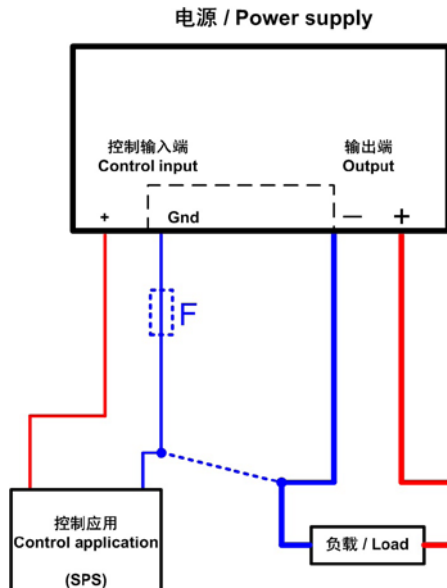 电源 / Power supply
控制输入端
Control input
输出端
Output
+
Gnd
—
+
F
控制应用
Control application
(SPS)
负载 / Load